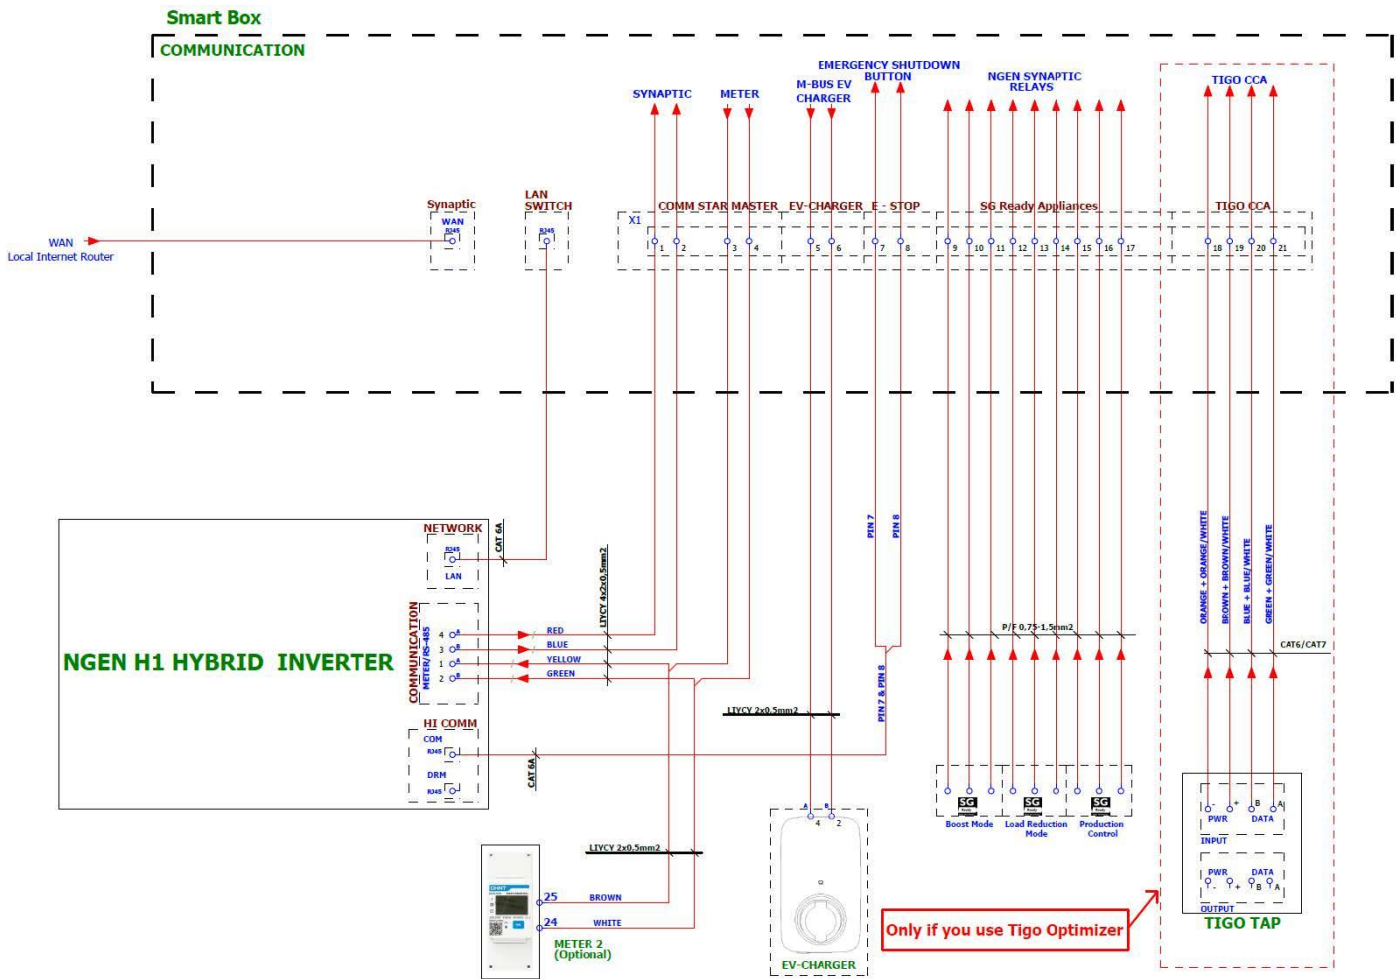 Smart Box
COMMUNICATION
EMERGENCY SHUTDOWN
BUTTON
M-BUS EV
CHARGER
NGEN SYNAPTIC
RELAYS
TIGO CCA
SYNAPTIC
METER
Synaptic
WAN
RJ45
LAN
SWITCH
RJ45
X1
COMM STAR MASTER
EV-CHARGER
E - STOP
SG Ready Appliances
TIGO CCA
1 2 3 4 5 6 7 8 9 10 11 12 13 14 15 16 17 18 19 20 21
WAN
Local Internet Router
NETWORK
RJ45
LAN
CAT 6A
COMMUNICATION
METER/RS-485
4 A
3 B
1 A
2 B
RED
BLUE
YELLOW
GREEN
LIYCY 4x2x0,5mm2
NGEN H1 HYBRID INVERTER
HI COMM
COM
RJ45
DRM
RJ45
CAT 6A
PIN 7
PIN 8
PIN 7 & PIN 8
LIYCY 2x0.5mm2
P/F 0,75-1,5mm2
ORANGE + ORANGE/WHITE
BROWN + BROWN/WHITE
BLUE + BLUE/WHITE
GREEN + GREEN/WHITE
CAT6/CAT7
LIYCY 2x0.5mm2
25
BROWN
24
WHITE
CHNT
METER 2
(Optional)
A B
4 2
EV-CHARGER
SG
Ready
Boost Mode
SG
Ready
Load Reduction
Mode
SG
Ready
Production
Control
- + B A
PWR DATA
INPUT
PWR DATA
- + B A
OUTPUT
TIGO TAP
Only if you use Tigo Optimizer